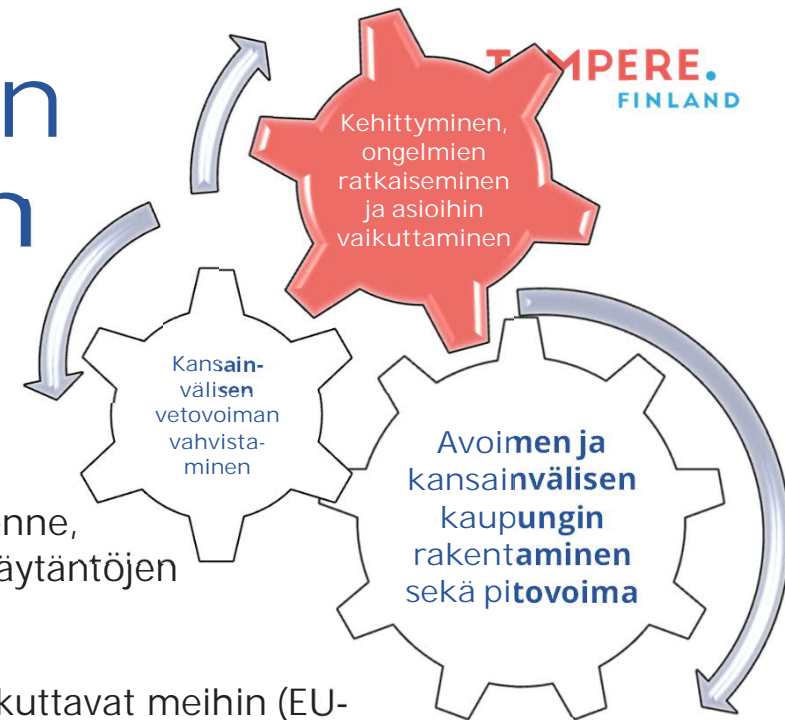 n
n
TAMPERE.
FINLAND
Kehittyminen,
ongelmien
ratkaiseminen
ja asioihin
vaikuttaminen
Kansain-
välisen
vetovoiman
vahvista-
minen
Avoimen ja
kansainvälisen
kaupungin
rakentaminen
sekä pitovoima
nne,
äytäntöjen
kuttavat meihin (EU-